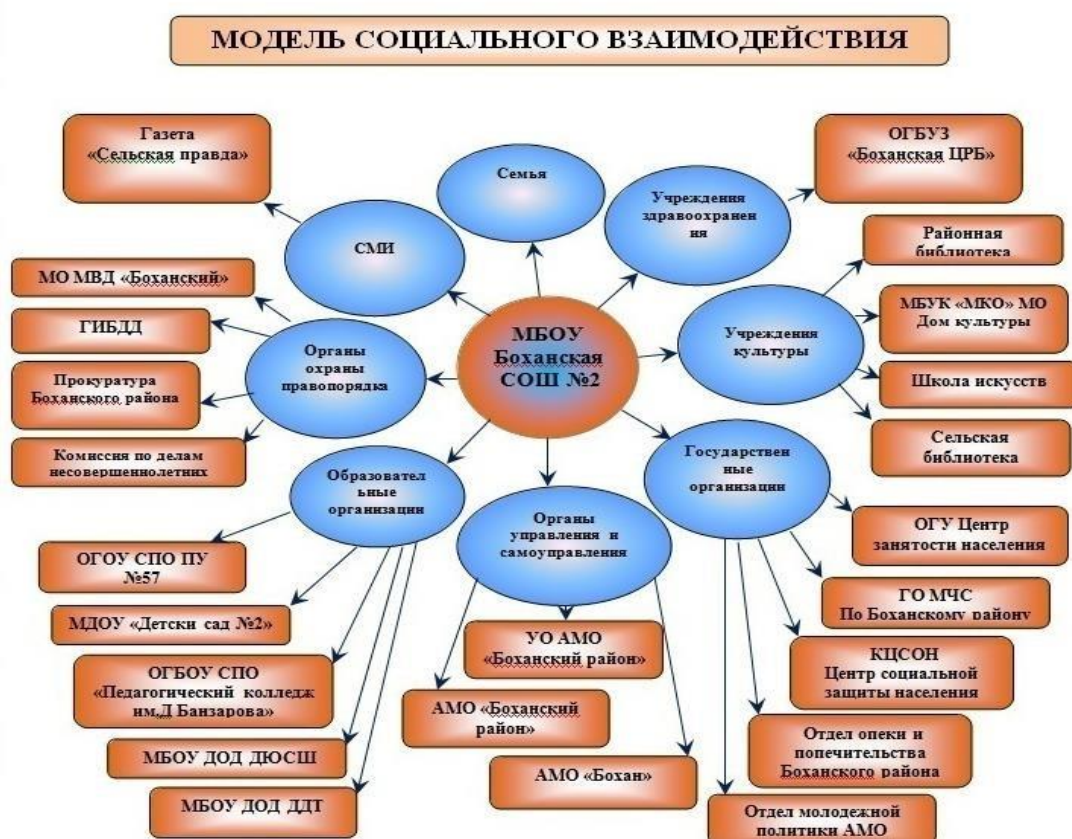 МОДЕЛЬ СОЦИАЛЬНОГО ВЗАИМОДЕЙСТВИЯ
Газета
«Сельская правда»
СМИ
Семья
Учреждения
здравоохранен
ия
ОГБУЗ
«Боханская ЦРБ»
Районная
библиотека
МБУК «МКО» МО
Дом культуры
Школа искусств
Сельская
библиотека
Учреждения
культуры
МО МВД «Боханский»
ГИБДД
Прокуратура
Боханского района
Комиссия по делам
несовершеннолетних
Органы
охраны
правопорядка
МБОУ
Боханская
СОШ №2
Образовател
ьные
организации
Органы
управления и
самоуправления
Государствен
ные
организации
ОГОУ СПО ПУ
№57
МДОУ «Детски сад №2»
ОГБОУ СПО
«Педагогический колледж
им.Д Банзарова»
МБОУ ДОД ДЮСШ
МБОУ ДОД ДДТ
УО АМО
«Боханский район»
АМО «Боханский
район»
АМО «Бохан»
ОГУ Центр
занятости населения
ГО МЧС
По Боханскому району
КЦСОН
Центр социальной
защиты населения
Отдел опеки и
попечительства
Боханского района
Отдел молодежной
политики АМО